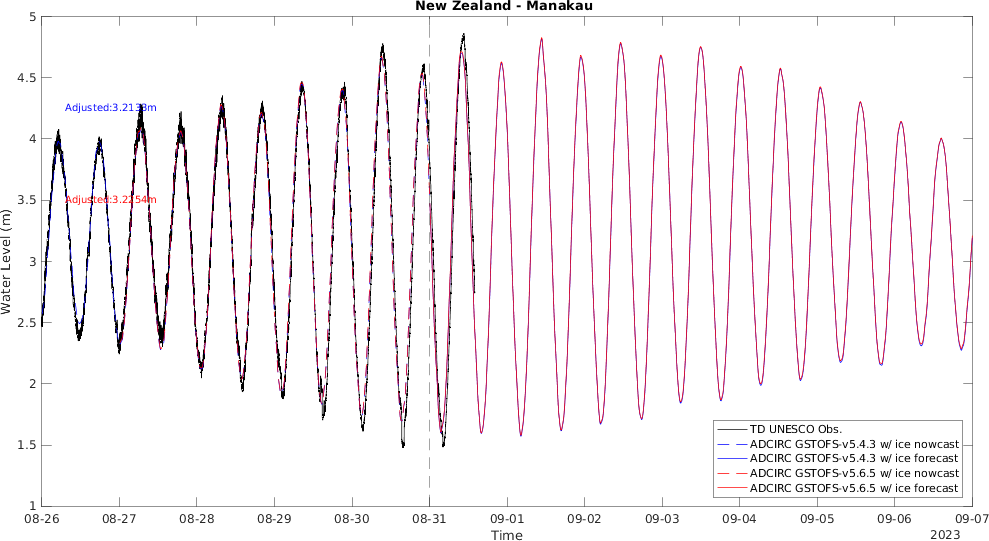 New Zealand - Manakau
5
4.5
Adjusted:3.2133m
4
3.5
Adjusted:3.2254m
Water Level (m)
3
2.5
2
1.5
1
TD UNESCO Obs.
ADCIRC GSTOFS-v5.4.3 w/ ice nowcast
ADCIRC GSTOFS-v5.4.3 w/ ice forecast
ADCIRC GSTOFS-v5.6.5 w/ ice nowcast
ADCIRC GSTOFS-v5.6.5 w/ ice forecast
08-26 08-27 08-28 08-29 08-30 08-31 09-01 09-02 09-03 09-04 09-05 09-06 09-07
Time
2023